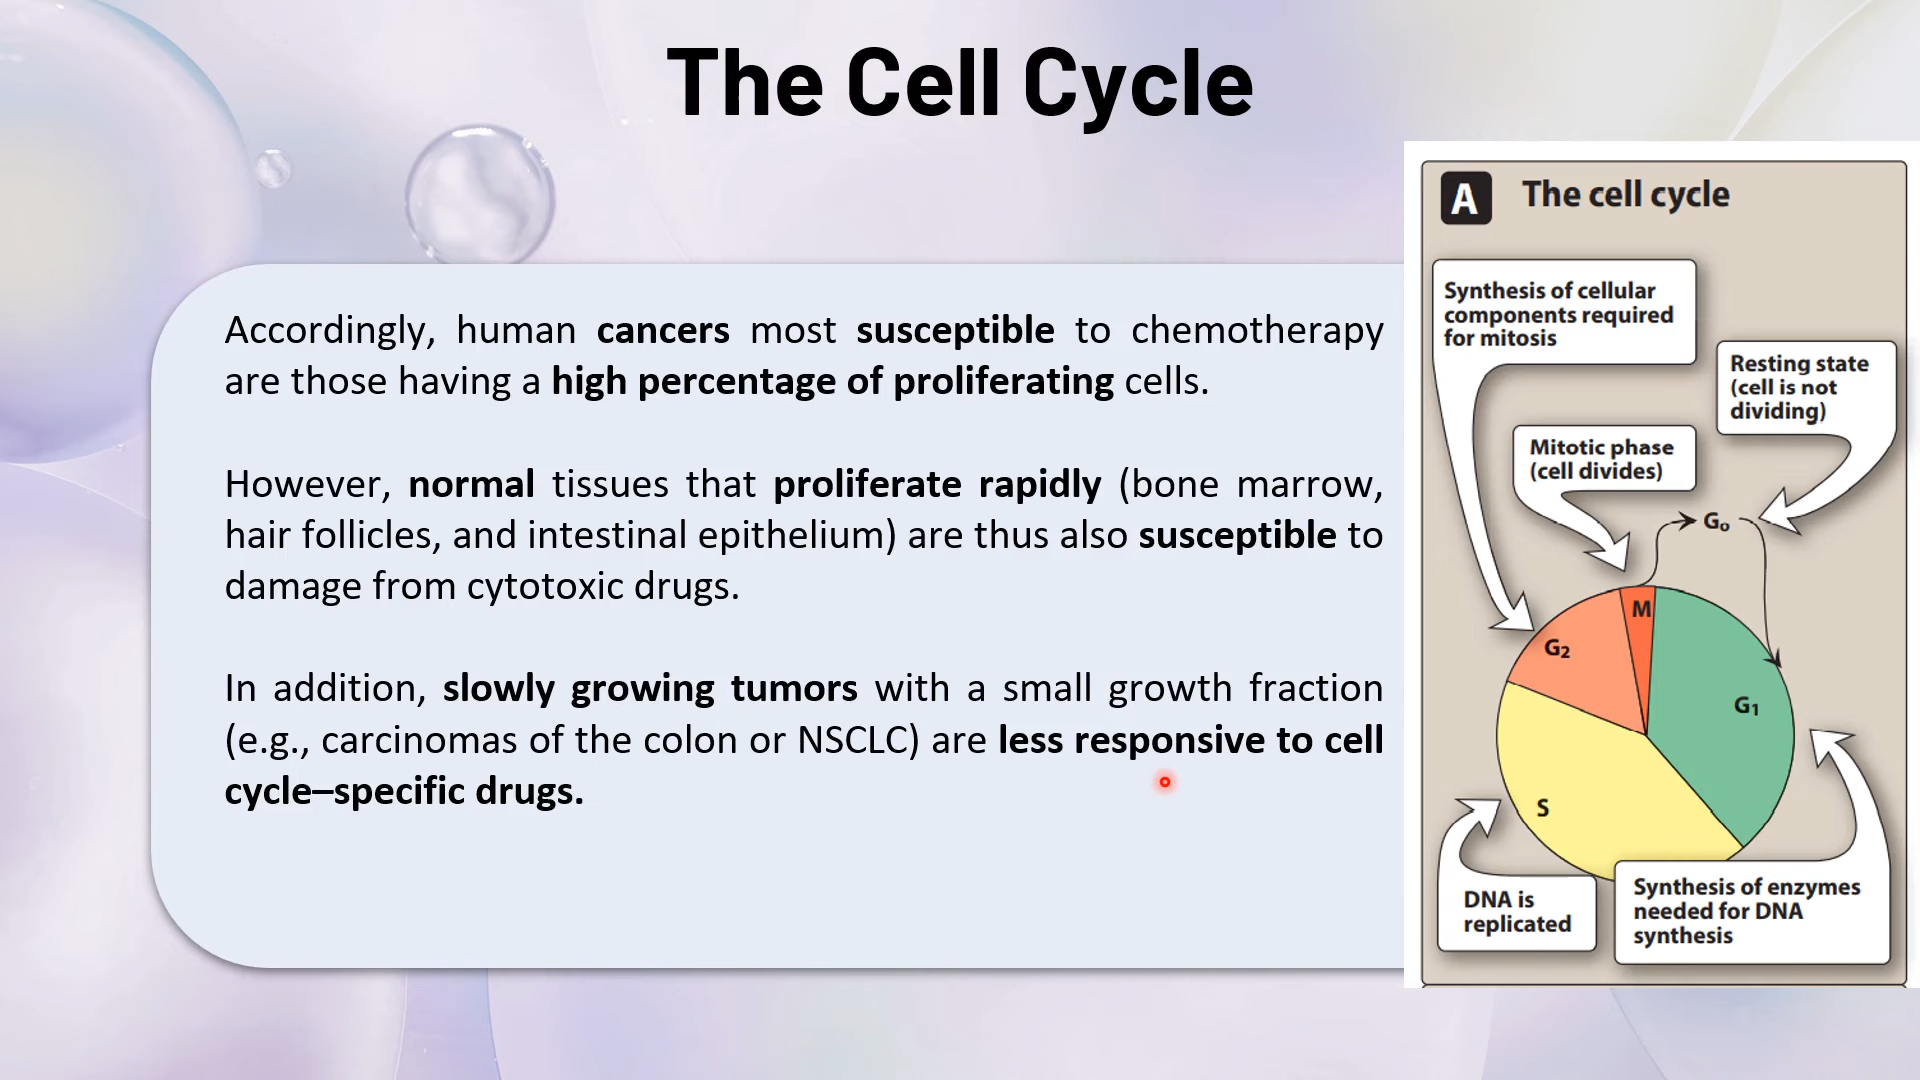 The Cell Cycle
Accordingly, human cancers most susceptible to chemotherapy
are those having a high percentage of proliferating cells.
However, normal tissues that proliferate rapidly (bone marrow,
hair follicles, and intestinal epithelium) are thus also susceptible to
damage from cytotoxic drugs.
In addition, slowly growing tumors with a small growth fraction
(e.g., carcinomas of the colon or NSCLC) are less responsive to cell
cycle–specific drugs.
A The cell cycle
Synthesis of cellular
components required
for mitosis
Resting state
(cell is not
dividing)
Mitotic phase
(cell divides)
G₀
M
G₂
G₁
S
DNA is
replicated
Synthesis of enzymes
needed for DNA
synthesis